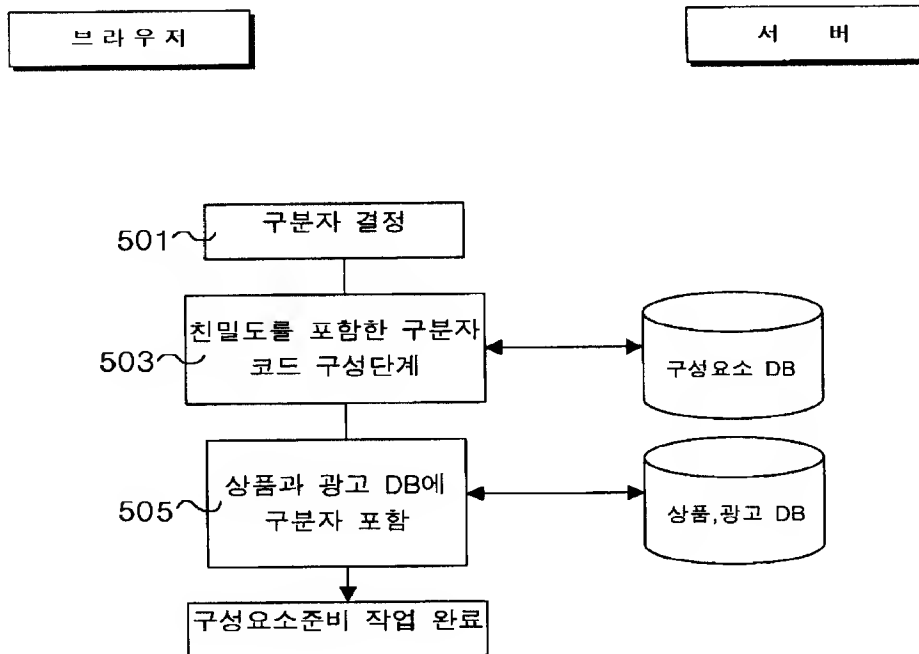 브 라 우 저
서 버
501
구분자 결정
503
친밀도를 포함한 구분자
코드 구성단계
구성요소 DB
505
상품과 광고 DB에
구분자 포함
상품,광고 DB
구성요소준비 작업 완료